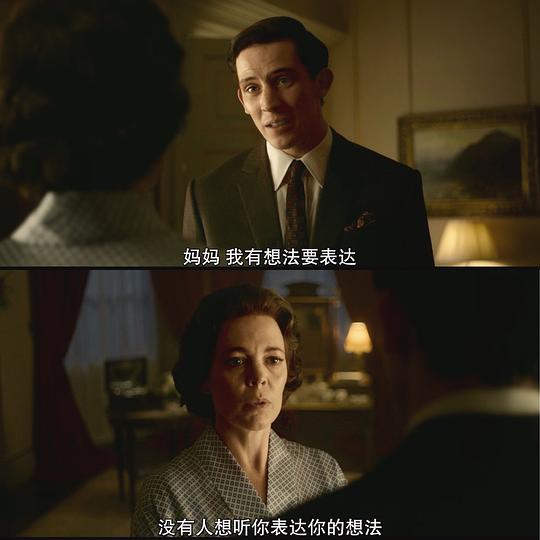 妈妈 我有想法要表达
没有人想听你表达你的想法